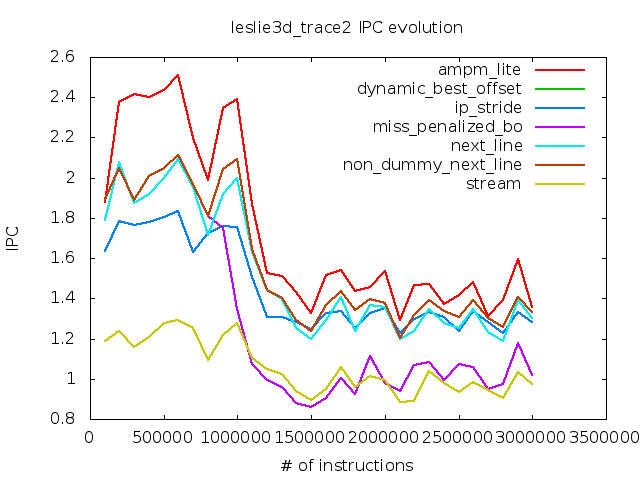 leslie3d_trace2 IPC evolution
2.6
2.4
2.2
2
1.8
1.6
1.4
1.2
1
0.8
IPC
ampm_lite
dynamic_best_offset
ip_stride
miss_penalized_bo
next_line
non_dummy_next_line
stream
0 500000 1000000 1500000 2000000 2500000 3000000 3500000
# of instructions